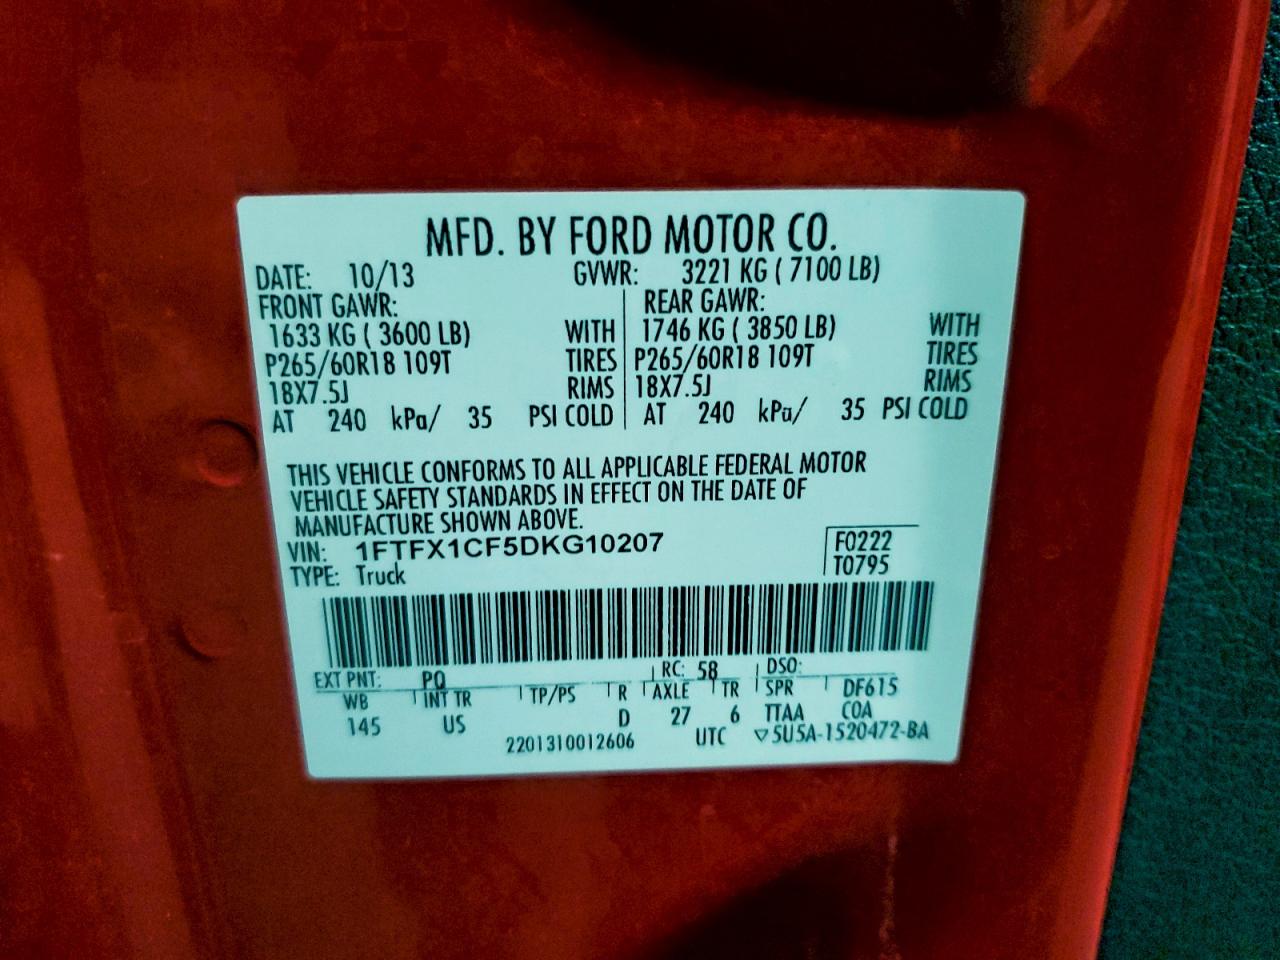 MFD. BY FORD MOTOR CO.
DATE: 10/13 GVWR: 3221 KG ( 7100 LB)
FRONT GAWR: REAR GAWR:
1633 KG ( 3600 LB) WITH 1746 KG ( 3850 LB) WITH
P265/60R18 109T TIRES P265/60R18 109T TIRES
18X7.5J RIMS 18X7.5J RIMS
AT 240 kPa/ 35 PSI COLD AT 240 kPa/ 35 PSI COLD
THIS VEHICLE CONFORMS TO ALL APPLICABLE FEDERAL MOTOR
VEHICLE SAFETY STANDARDS IN EFFECT ON THE DATE OF
MANUFACTURE SHOWN ABOVE.
VIN: 1FTFX1CF5DKG10207 F0222
TYPE: Truck T0795
EXT PNT: PQ RC: 58 DSO:
WB INT TR TP/PS R AXLE TR SPR DF615
145 US D 27 6 TTAA COA
2201310012606 UTC ▽5U5A-1520472-BA